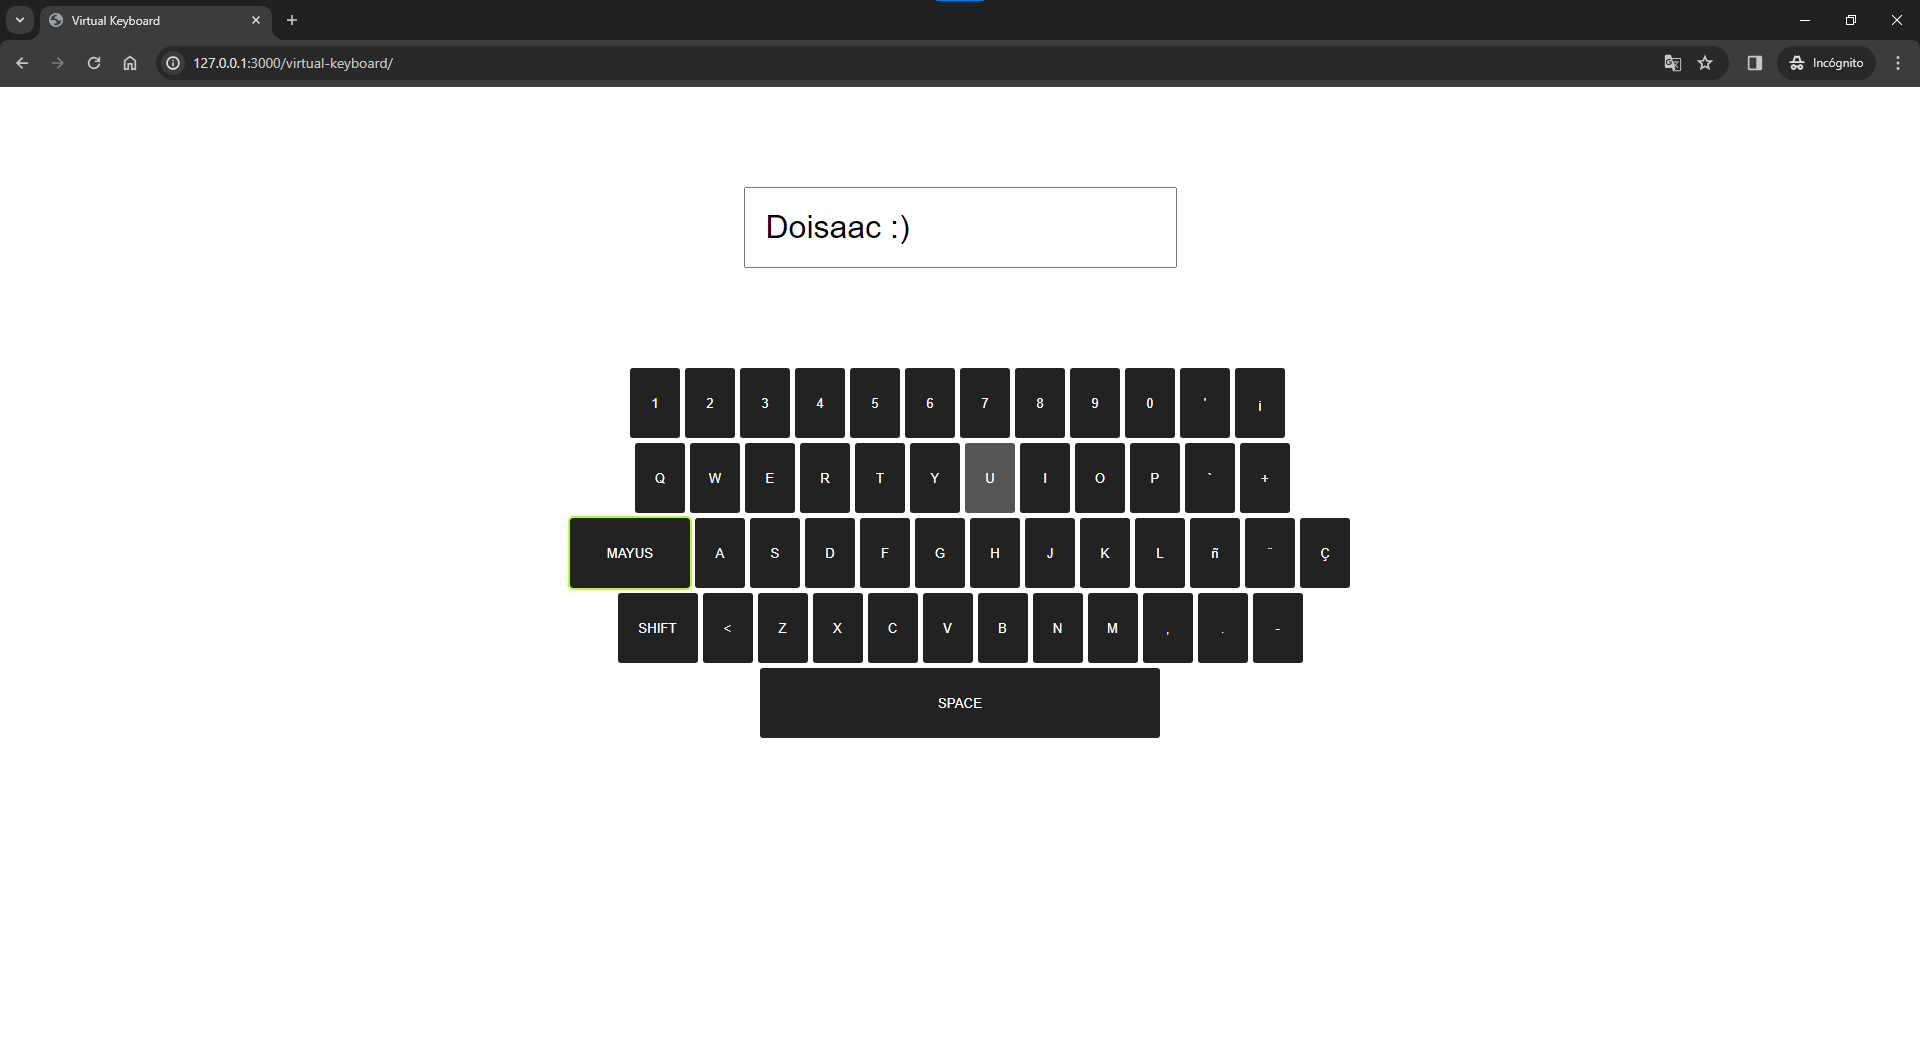 Virtual Keyboard
127.0.0.1:3000/virtual-keyboard/
Incógnito
Doisaac :)
1 2 3 4 5 6 7 8 9 0 ' ¡
Q W E R T Y U I O P ` +
MAYUS A S D F G H J K L ñ ¨ Ç
SHIFT < Z X C V B N M , . -
SPACE